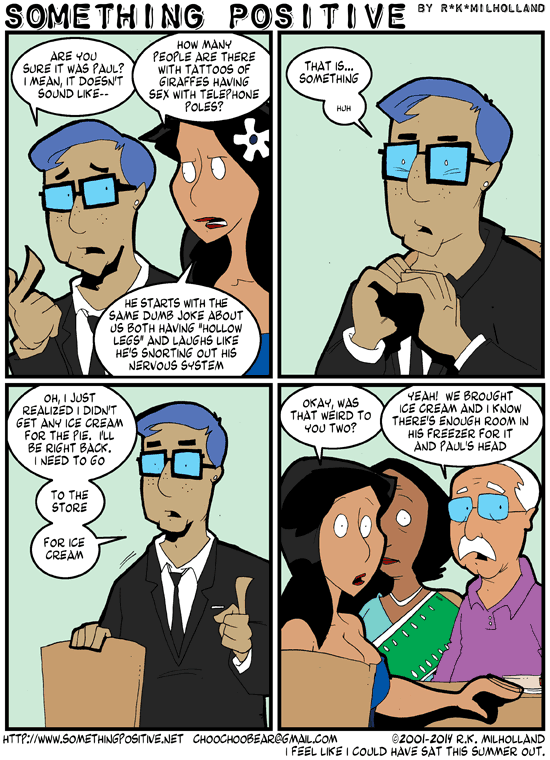 SOMETHING POSITIVE BY R*K*MILHOLLAND
ARE YOU
SURE IT WAS PAUL?
I MEAN, IT DOESN'T
SOUND LIKE--
HOW MANY
PEOPLE ARE THERE
WITH TATTOOS OF
GIRAFFES HAVING
SEX WITH TELEPHONE
POLES?
HE STARTS WITH THE
SAME DUMB JOKE ABOUT
US BOTH HAVING "HOLLOW
LEGS" AND LAUGHS LIKE
HE'S SNORTING OUT HIS
NERVOUS SYSTEM
THAT IS...
SOMETHING
HUH
OH, I JUST
REALIZED I DIDN'T
GET ANY ICE CREAM
FOR THE PIE. I'LL
BE RIGHT BACK.
I NEED TO GO
TO THE
STORE
FOR ICE
CREAM
OKAY, WAS
THAT WEIRD TO
YOU TWO?
YEAH! WE BROUGHT
ICE CREAM AND I KNOW
THERE'S ENOUGH ROOM IN
HIS FREEZER FOR IT
AND PAUL'S HEAD
HTTP://WWW.SOMETHINGPOSITIVE.NET CHOOCHOOBEAR@GMAIL.COM ©2001-2014 R.K. MILHOLLAND
I FEEL LIKE I COULD HAVE SAT THIS SUMMER OUT.